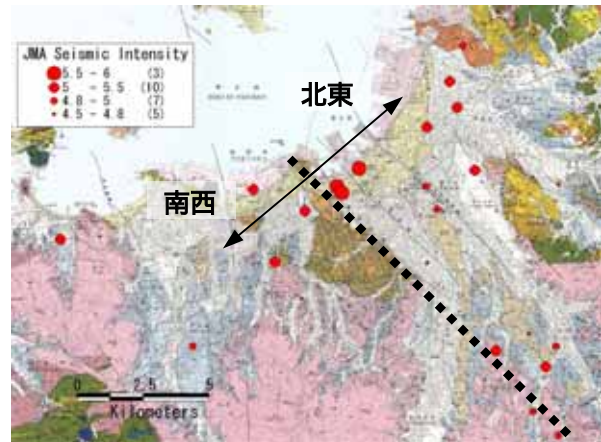 JMA Seismic Intensity
5.5 - 6 (3)
5 - 5.5 (10)
4.8 - 5 (7)
4.5 - 4.8 (5)
北東
南西
0 2.5 5
Kilometers